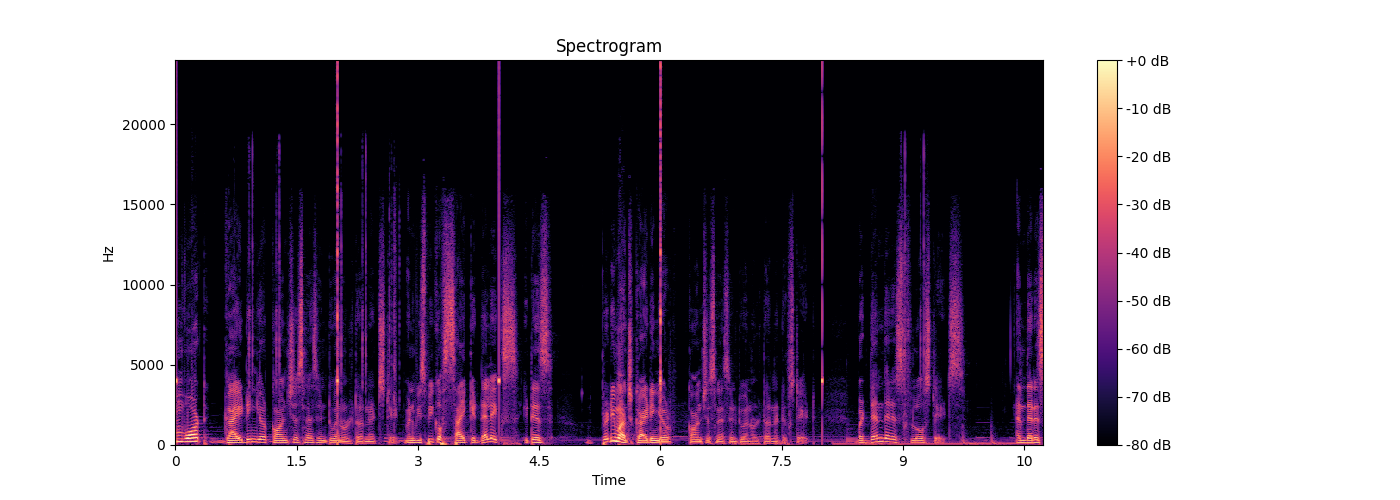 Spectrogram
Hz
20000
15000
10000
5000
0
0 1.5 3 4.5 6 7.5 9 10
Time
+0 dB
-10 dB
-20 dB
-30 dB
-40 dB
-50 dB
-60 dB
-70 dB
-80 dB